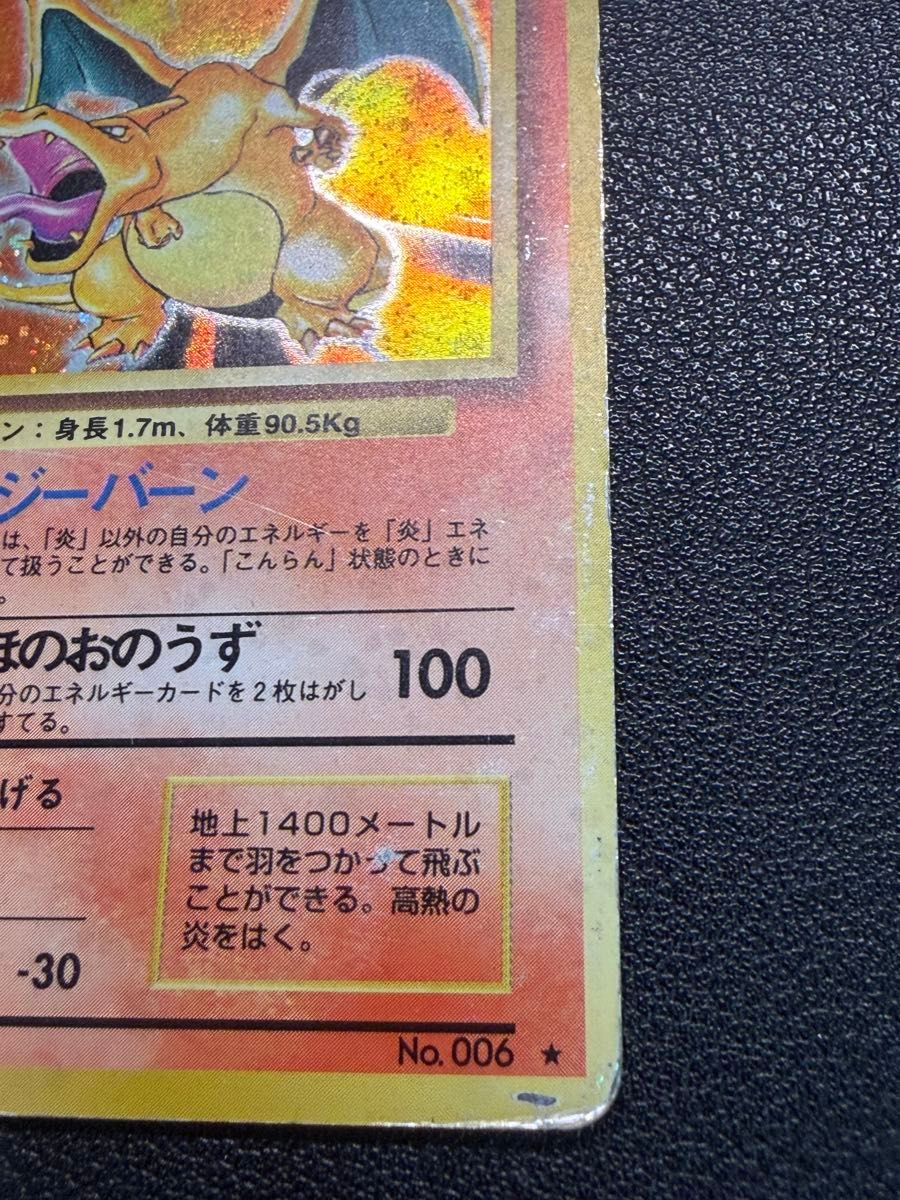 ン：身長1.7m、体重90.5Kg
ジーバーン
は、「炎」以外の自分のエネルギーを「炎」エネ
て扱うことができる。「こんらん」状態のときに
。
ほのおのうず 100
分のエネルギーカードを2枚はがし
すてる。
げる
地上1400メートル
まで羽をつかって飛ぶ
ことができる。高熱の
炎をはく。
-30
No. 006 ★